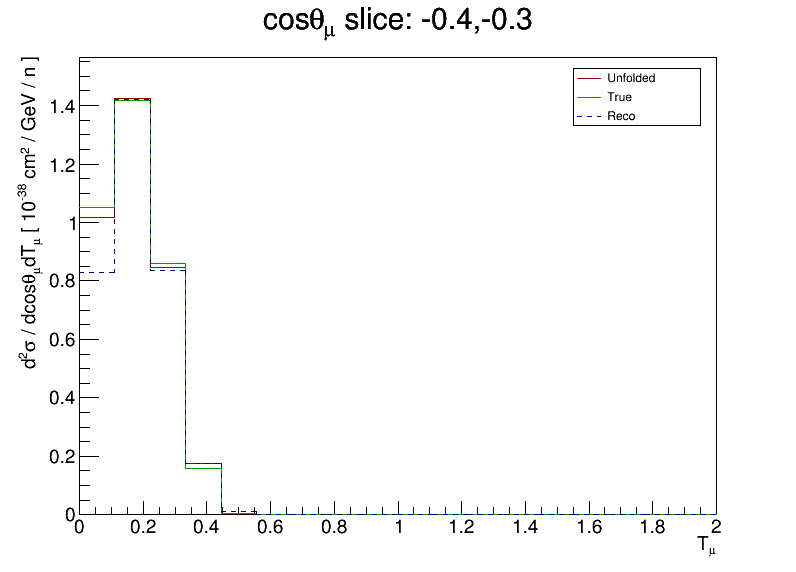 cosθμ slice: -0.4,-0.3
d²σ / dcosθμdTμ [ 10⁻³⁸ cm² / GeV / n ]
Unfolded
True
Reco
1.4
1.2
1
0.8
0.6
0.4
0.2
0
0 0.2 0.4 0.6 0.8 1 1.2 1.4 1.6 1.8 2
Tμ